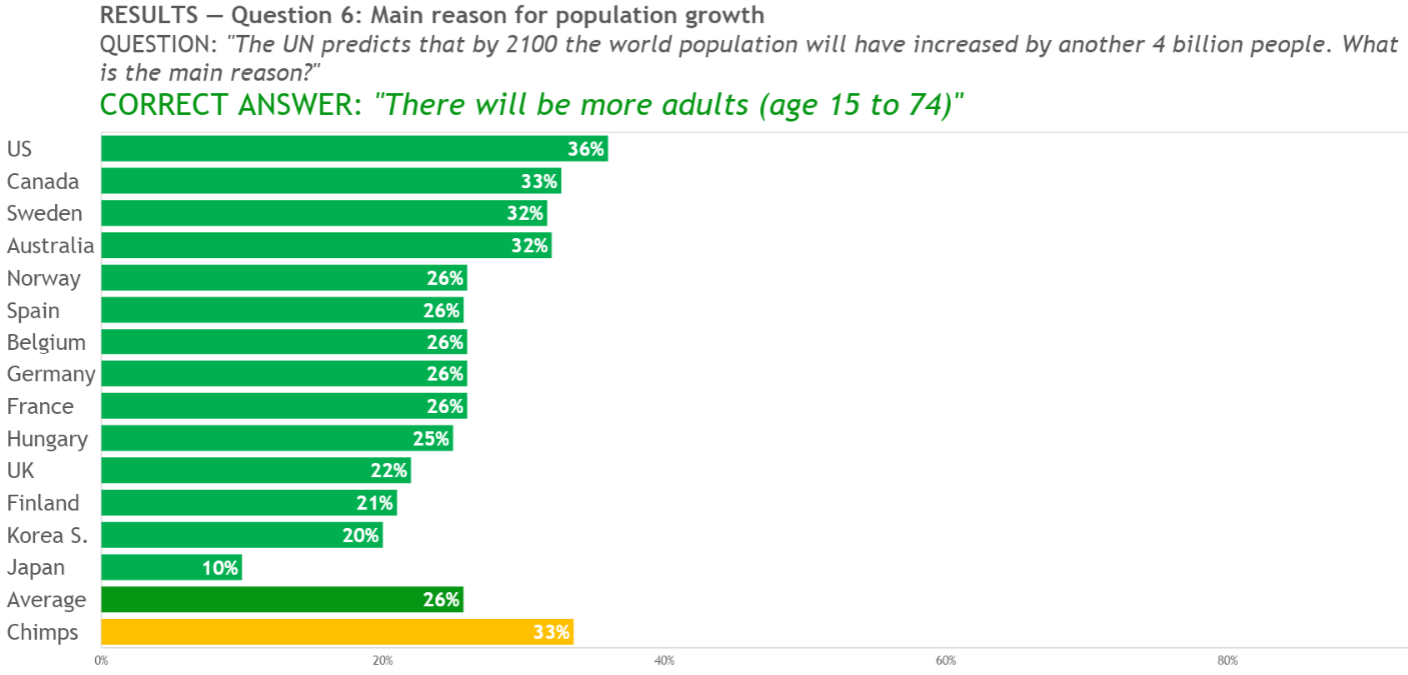 RESULTS — Question 6: Main reason for population growth
QUESTION: "The UN predicts that by 2100 the world population will have increased by another 4 billion people. What
is the main reason?"
CORRECT ANSWER: "There will be more adults (age 15 to 74)"
US 36%
Canada 33%
Sweden 32%
Australia 32%
Norway 26%
Spain 26%
Belgium 26%
Germany 26%
France 26%
Hungary 25%
UK 22%
Finland 21%
Korea S. 20%
Japan 10%
Average 26%
Chimps 33%
0% 20% 40% 60% 80%